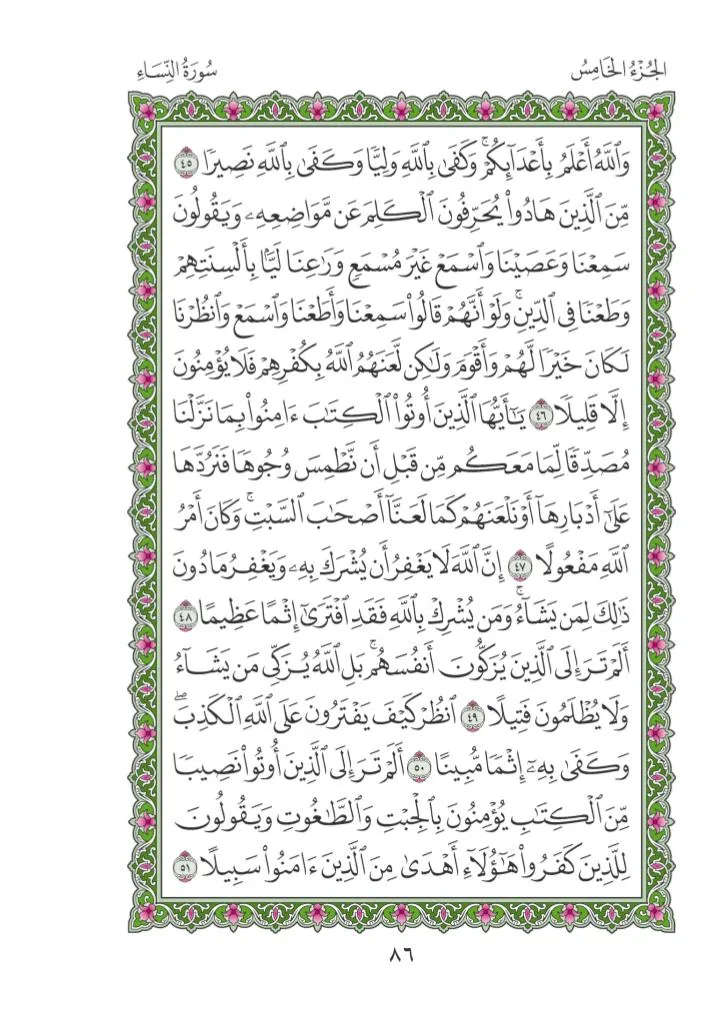 الجُزْءُ الخَامِسُ
سُورَةُ النِّسَاءِ
وَٱللَّهُ أَعْلَمُ بِأَعْدَآئِكُمْۚ وَكَفَىٰ بِٱللَّهِ وَلِيّٗا وَكَفَىٰ بِٱللَّهِ نَصِيرٗا ٤٥
مِّنَ ٱلَّذِينَ هَادُواْ يُحَرِّفُونَ ٱلۡكَلِمَ عَن مَّوَاضِعِهِۦ وَيَقُولُونَ
سَمِعۡنَا وَعَصَيۡنَا وَٱسۡمَعۡ غَيۡرَ مُسۡمَعٖ وَرَٰعِنَا لَيَّۢا بِأَلۡسِنَتِهِمۡ
وَطَعۡنٗا فِي ٱلدِّينِۚ وَلَوۡ أَنَّهُمۡ قَالُواْ سَمِعۡنَا وَأَطَعۡنَا وَٱسۡمَعۡ وَٱنظُرۡنَا
لَكَانَ خَيۡرٗا لَّهُمۡ وَأَقۡوَمَ وَلَٰكِن لَّعَنَهُمُ ٱللَّهُ بِكُفۡرِهِمۡ فَلَا يُؤۡمِنُونَ
إِلَّا قَلِيلٗا ٤٦ يَٰٓأَيُّهَا ٱلَّذِينَ أُوتُواْ ٱلۡكِتَٰبَ ءَامِنُواْ بِمَا نَزَّلۡنَا
مُصَدِّقٗا لِّمَا مَعَكُم مِّن قَبۡلِ أَن نَّطۡمِسَ وُجُوهٗا فَنَرُدَّهَا
عَلَىٰٓ أَدۡبَارِهَآ أَوۡ نَلۡعَنَهُمۡ كَمَا لَعَنَّآ أَصۡحَٰبَ ٱلسَّبۡتِۚ وَكَانَ أَمۡرُ
ٱللَّهِ مَفۡعُولًا ٤٧ إِنَّ ٱللَّهَ لَا يَغۡفِرُ أَن يُشۡرَكَ بِهِۦ وَيَغۡفِرُ مَا دُونَ
ذَٰلِكَ لِمَن يَشَآءُۚ وَمَن يُشۡرِكۡ بِٱللَّهِ فَقَدِ ٱفۡتَرَىٰٓ إِثۡمًا عَظِيمًا ٤٨
أَلَمۡ تَرَ إِلَى ٱلَّذِينَ يُزَكُّونَ أَنفُسَهُمۚ بَلِ ٱللَّهُ يُزَكِّي مَن يَشَآءُ
وَلَا يُظۡلَمُونَ فَتِيلًا ٤٩ ٱنظُرۡ كَيۡفَ يَفۡتَرُونَ عَلَى ٱللَّهِ ٱلۡكَذِبَۖ
وَكَفَىٰ بِهِۦٓ إِثۡمٗا مُّبِينًا ٥٠ أَلَمۡ تَرَ إِلَى ٱلَّذِينَ أُوتُواْ نَصِيبٗا
مِّنَ ٱلۡكِتَٰبِ يُؤۡمِنُونَ بِٱلۡجِبۡتِ وَٱلطَّٰغُوتِ وَيَقُولُونَ
لِلَّذِينَ كَفَرُواْ هَٰٓؤُلَآءِ أَهۡدَىٰ مِنَ ٱلَّذِينَ ءَامَنُواْ سَبِيلًا ٥١
٨٦